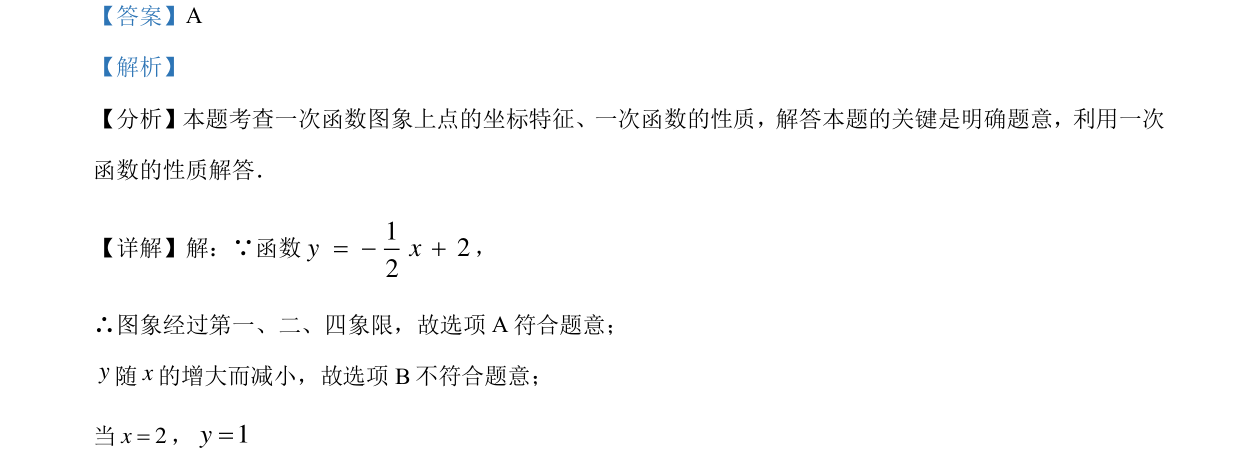 【答案】A
【解析】
【分析】本题考查一次函数图象上点的坐标特征、一次函数的性质，解答本题的关键是明确题意，利用一次
函数的性质解答．
【详解】解：∵函数 y = -1/2 x + 2，
∴图象经过第一、二、四象限，故选项 A 符合题意；
y 随 x 的增大而减小，故选项 B 不符合题意；
当 x = 2， y = 1